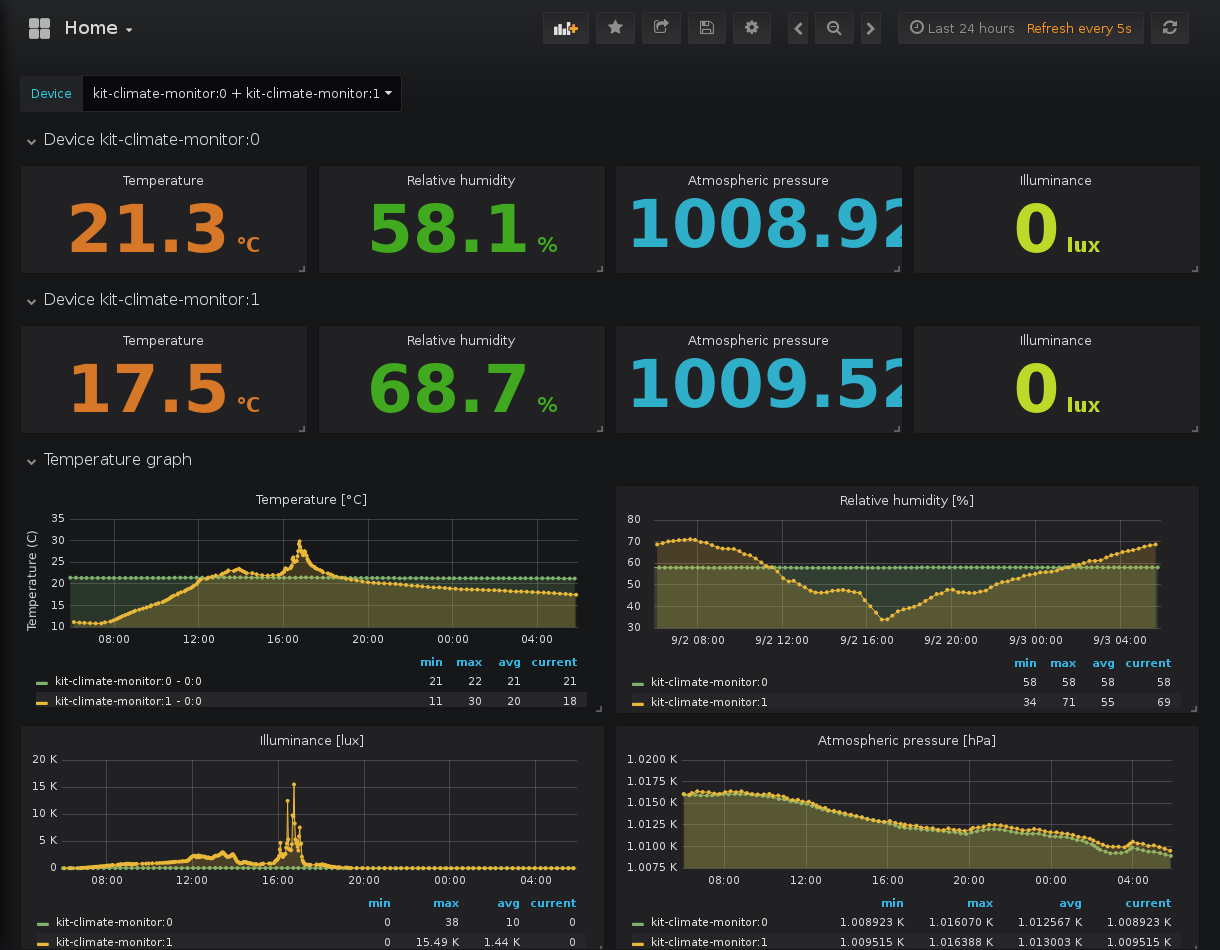 Home
Last 24 hours Refresh every 5s
Device kit-climate-monitor:0 + kit-climate-monitor:1
Device kit-climate-monitor:0
Temperature Relative humidity Atmospheric pressure Illuminance
21.3 °C 58.1 % 1008.92 0 lux
Device kit-climate-monitor:1
Temperature Relative humidity Atmospheric pressure Illuminance
17.5 °C 68.7 % 1009.52 0 lux
Temperature graph
Temperature [°C]
Temperature (C)
35
30
25
20
15
10
08:00 12:00 16:00 20:00 00:00 04:00
min max avg current
kit-climate-monitor:0 - 0:0 21 22 21 21
kit-climate-monitor:1 - 0:0 11 30 20 18
Relative humidity [%]
80
70
60
50
40
30
9/2 08:00 9/2 12:00 9/2 16:00 9/2 20:00 9/3 00:00 9/3 04:00
min max avg current
kit-climate-monitor:0 58 58 58 58
kit-climate-monitor:1 34 71 55 69
Illuminance [lux]
20 K
15 K
10 K
5 K
0
08:00 12:00 16:00 20:00 00:00 04:00
min max avg current
kit-climate-monitor:0 0 38 10 0
kit-climate-monitor:1 0 15.49 K 1.44 K 0
Atmospheric pressure [hPa]
1.0200 K
1.0175 K
1.0150 K
1.0125 K
1.0100 K
1.0075 K
08:00 12:00 16:00 20:00 00:00 04:00
min max avg current
kit-climate-monitor:0 1.008923 K 1.016070 K 1.012567 K 1.008923 K
kit-climate-monitor:1 1.009515 K 1.016388 K 1.013003 K 1.009515 K